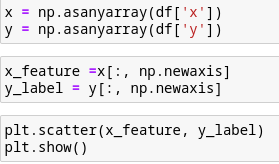 x = np.asanyarray(df['x'])
y = np.asanyarray(df['y'])
x_feature =x[:, np.newaxis]
y_label = y[:, np.newaxis]
plt.scatter(x_feature, y_label)
plt.show()